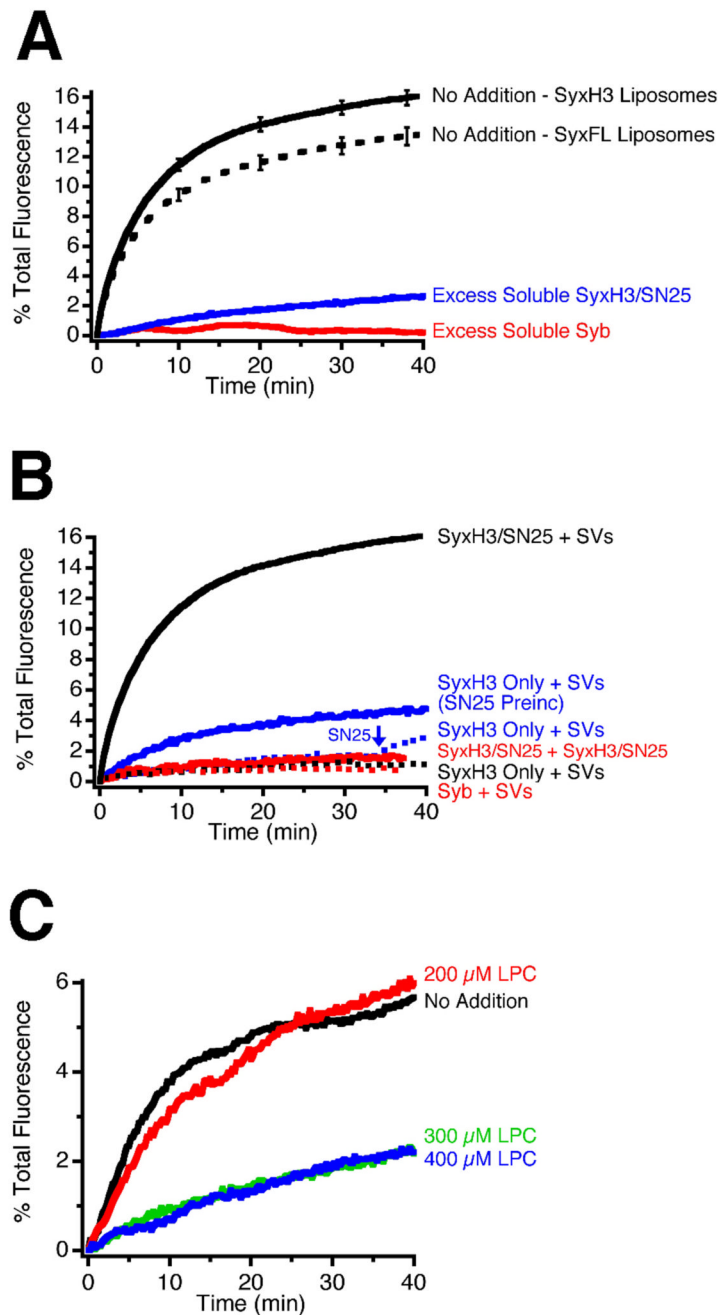 A
16
14
12
10
8
6
4
2
0
% Total Fluorescence
No Addition - SyxH3 Liposomes
No Addition - SyxFL Liposomes
Excess Soluble SyxH3/SN25
Excess Soluble Syb
0 10 20 30 40
Time (min)
B
16
14
12
10
8
6
4
2
0
% Total Fluorescence
SyxH3/SN25 + SVs
SyxH3 Only + SVs
(SN25 Preinc)
SN25
SyxH3 Only + SVs
SyxH3/SN25 + SyxH3/SN25
SyxH3 Only + SVs
Syb + SVs
0 10 20 30 40
Time (min)
C
6
4
2
0
% Total Fluorescence
200 µM LPC
No Addition
300 µM LPC
400 µM LPC
0 10 20 30 40
Time (min)